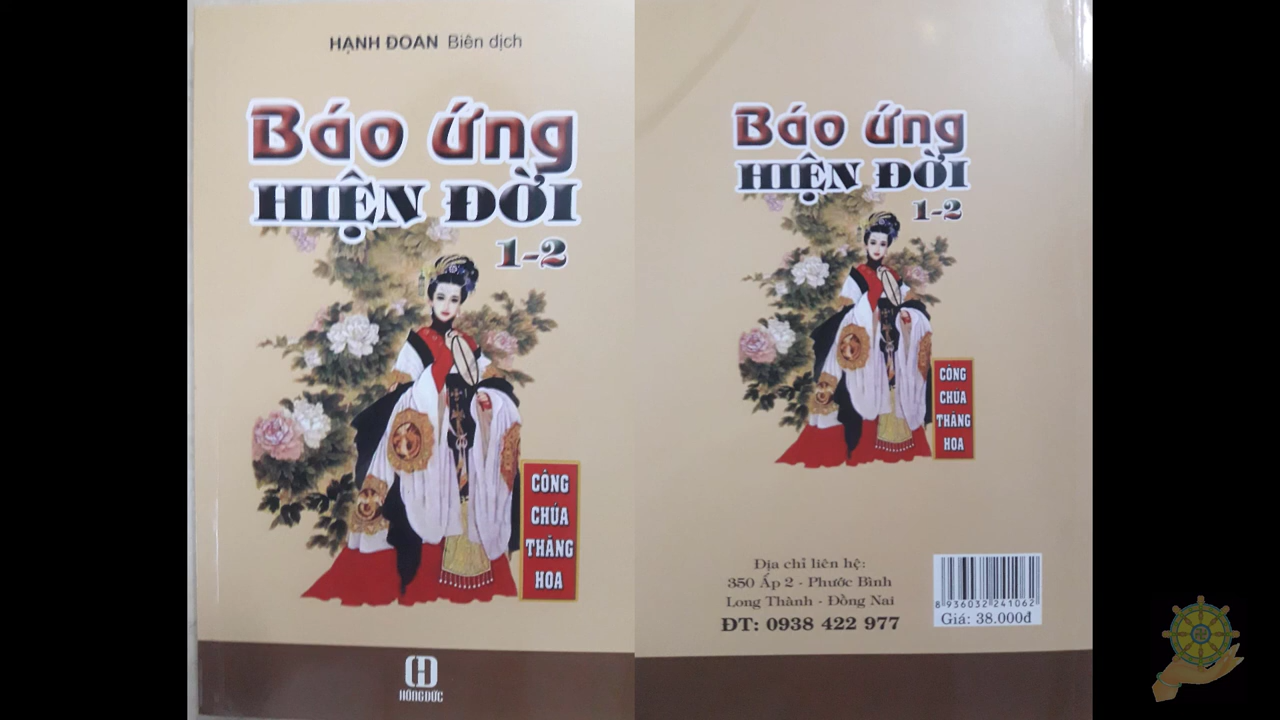 HẠNH ĐOAN Biên dịch
Báo ứng
HIỆN ĐỜI
1-2
CÔNG
CHÚA
THĂNG
HOA
HỒNG ĐỨC
Báo ứng
HIỆN ĐỜI
1-2
CÔNG
CHÚA
THĂNG
HOA
Địa chỉ liên hệ:
350 Ấp 2 - Phước Bình
Long Thành - Đồng Nai
ĐT: 0938 422 977
8 936032 241062
Giá: 38.000đ